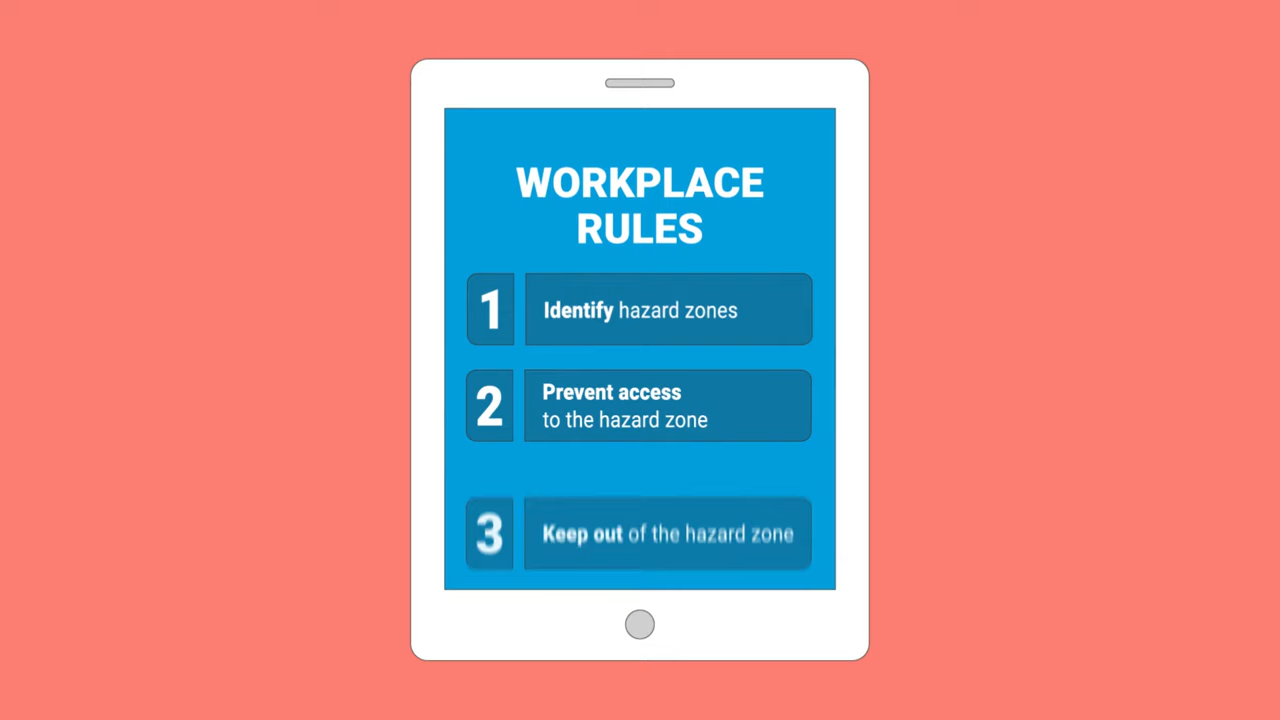 WORKPLACE
RULES
1 Identify hazard zones
2 Prevent access
to the hazard zone
3 Keep out of the hazard zone